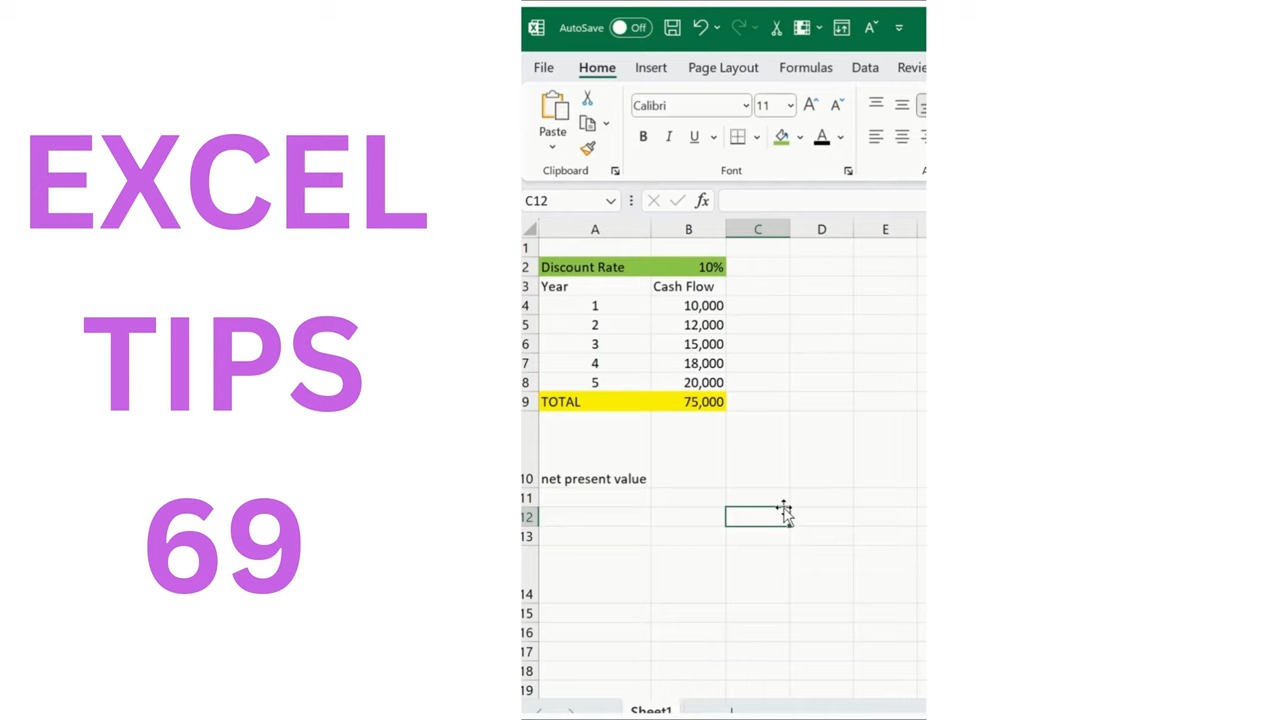 EXCEL
TIPS
69
AutoSave Off
File Home Insert Page Layout Formulas Data Revie
Calibri 11
Paste
B I U
Clipboard Font
C12 fx
A B C D E
1
2 Discount Rate 10%
3 Year Cash Flow
4 1 10,000
5 2 12,000
6 3 15,000
7 4 18,000
8 5 20,000
9 TOTAL 75,000
10 net present value
11
12
13
14
15
16
17
18
19
Sheet1